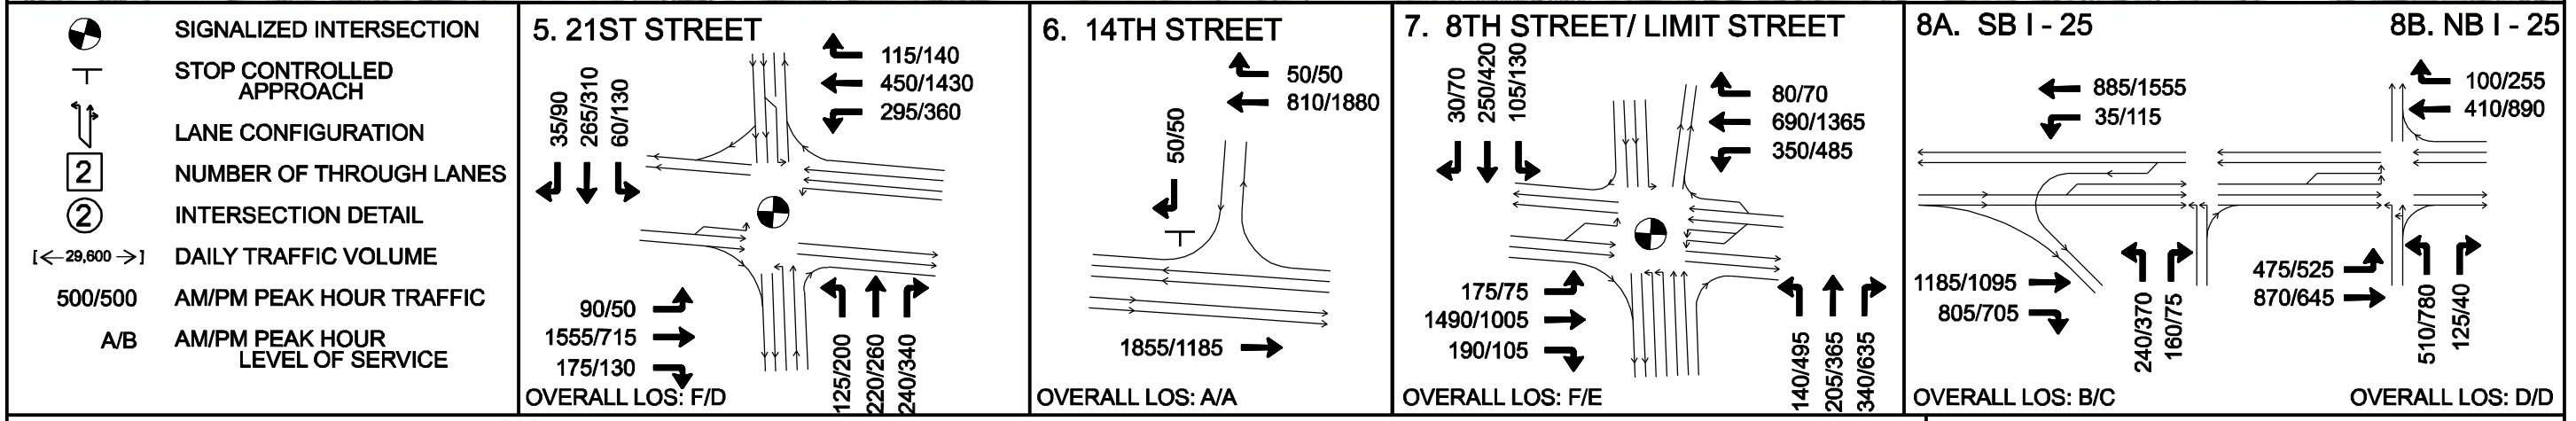 SIGNALIZED INTERSECTION
STOP CONTROLLED
APPROACH
LANE CONFIGURATION
2 NUMBER OF THROUGH LANES
2 INTERSECTION DETAIL
[<-29,600->] DAILY TRAFFIC VOLUME
500/500 AM/PM PEAK HOUR TRAFFIC
A/B AM/PM PEAK HOUR
LEVEL OF SERVICE
5. 21ST STREET
115/140
450/1430
295/360
35/90
265/310
60/130
90/50
1555/715
175/130
125/200
220/260
240/340
OVERALL LOS: F/D
6. 14TH STREET
50/50
810/1880
50/50
1855/1185
OVERALL LOS: A/A
7. 8TH STREET/ LIMIT STREET
30/70
250/420
105/130
80/70
690/1365
350/485
175/75
1490/1005
190/105
140/495
205/365
340/635
OVERALL LOS: F/E
8A. SB I - 25
885/1555
35/115
1185/1095
805/705
240/370
160/75
OVERALL LOS: B/C
8B. NB I - 25
100/255
410/890
475/525
870/645
510/780
125/40
OVERALL LOS: D/D